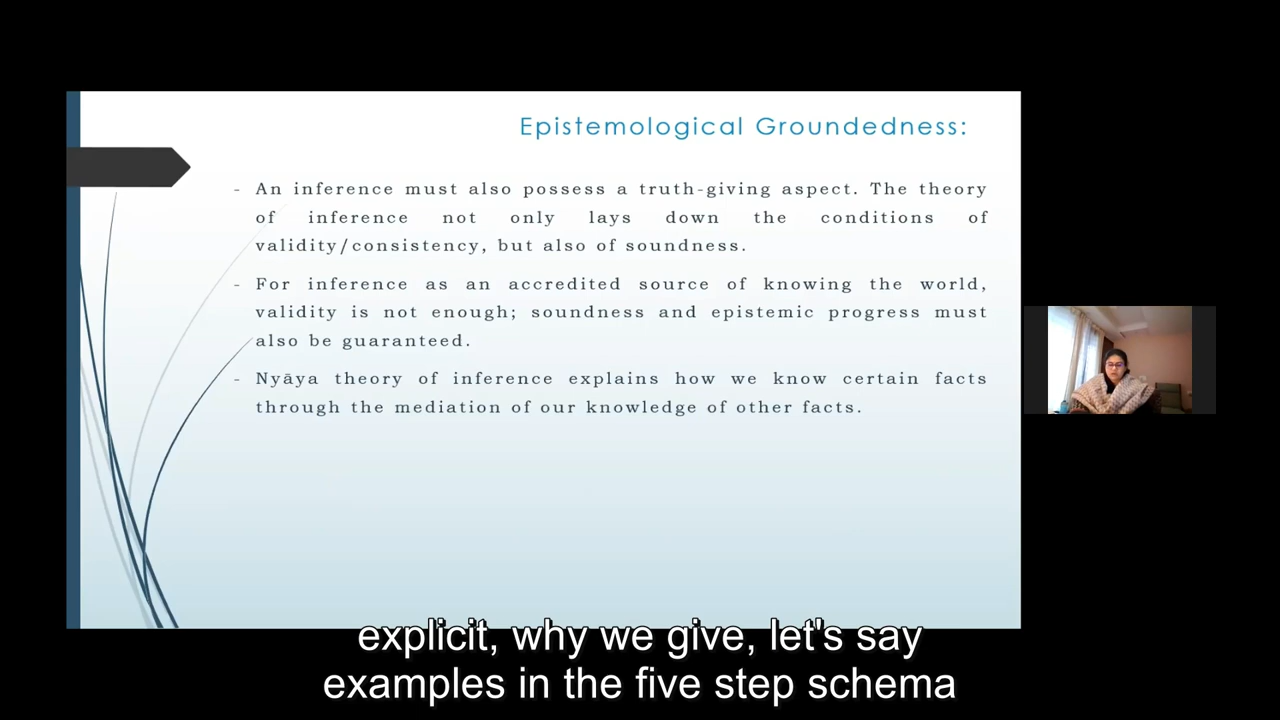 Epistemological Groundedness:
- An inference must also possess a truth-giving aspect. The theory
of inference not only lays down the conditions of
validity/consistency, but also of soundness.
- For inference as an accredited source of knowing the world,
validity is not enough; soundness and epistemic progress must
also be guaranteed.
- Nyāya theory of inference explains how we know certain facts
through the mediation of our knowledge of other facts.
explicit, why we give, let's say
examples in the five step schema